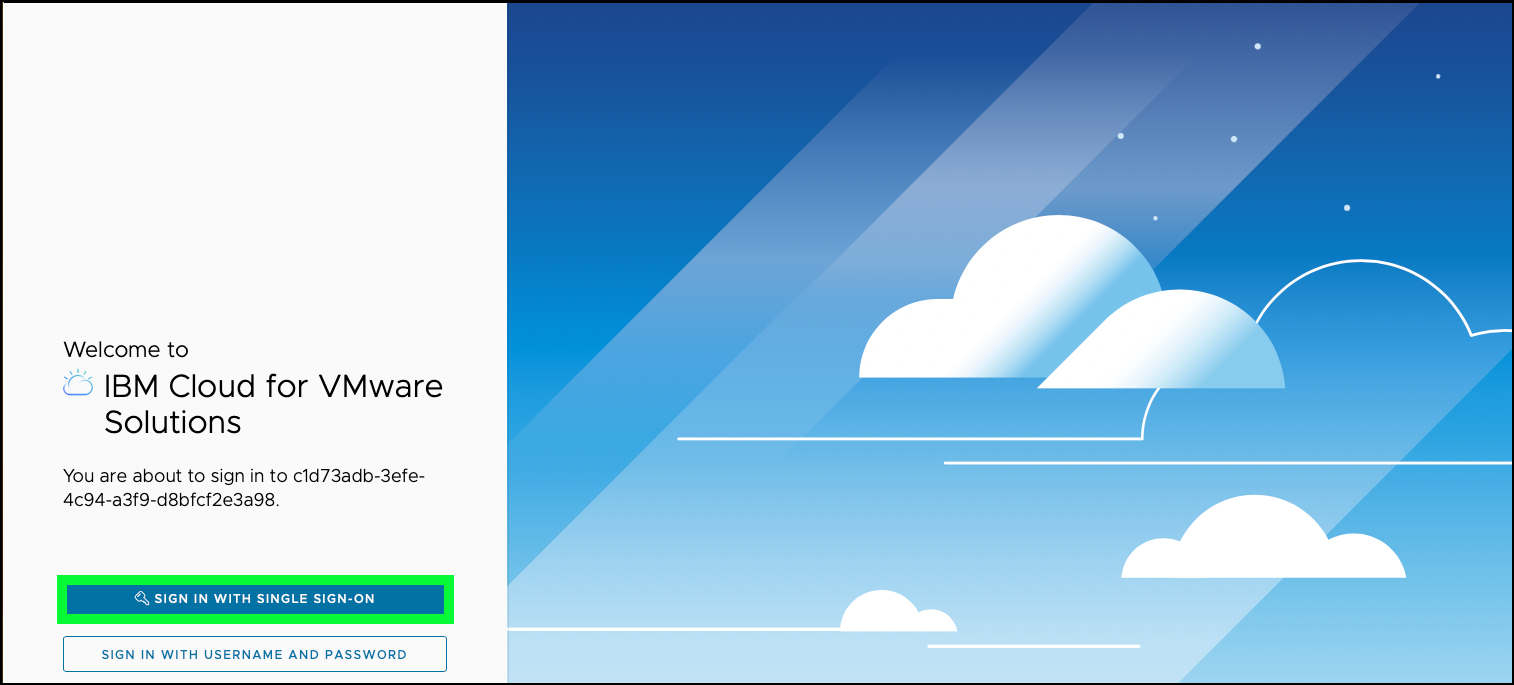 Welcome to
IBM Cloud for VMware
Solutions
You are about to sign in to c1d73adb-3efe-
4c94-a3f9-d8bfcf2e3a98.
SIGN IN WITH SINGLE SIGN-ON
SIGN IN WITH USERNAME AND PASSWORD